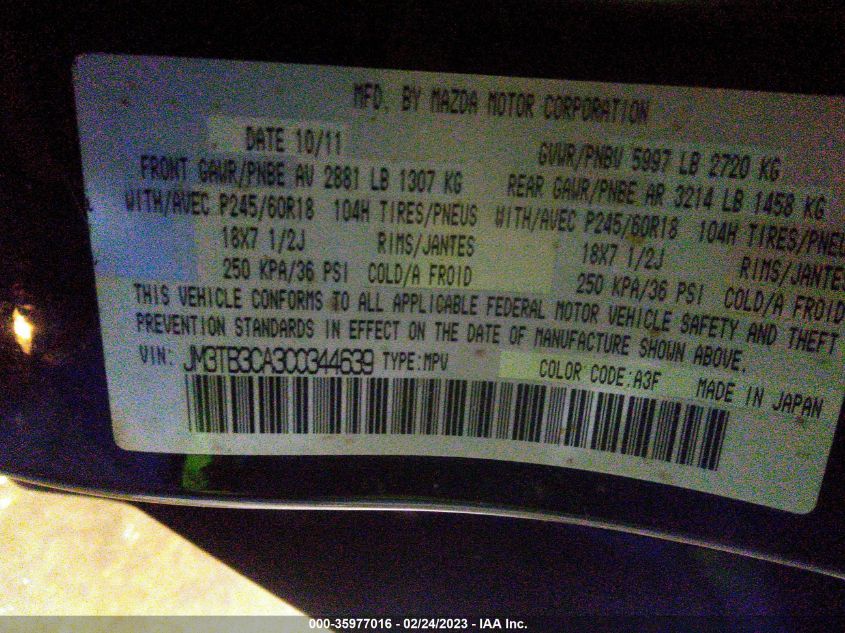 MFD. BY MAZDA MOTOR CORPORATION
DATE 10/11 GVWR/PNBV 5997 LB 2720 KG
FRONT GAWR/PNBE AV 2881 LB 1307 KG REAR GAWR/PNBE AR 3214 LB 1458 KG
WITH/AVEC P245/60R18 104H TIRES/PNEUS WITH/AVEC P245/60R18 104H TIRES/PNEU
18X7 1/2J RIMS/JANTES 18X7 1/2J RIMS/JANTES
250 KPA/36 PSI COLD/A FROID 250 KPA/36 PSI COLD/A FROID
THIS VEHICLE CONFORMS TO ALL APPLICABLE FEDERAL MOTOR VEHICLE SAFETY AND THEFT
PREVENTION STANDARDS IN EFFECT ON THE DATE OF MANUFACTURE SHOWN ABOVE.
VIN: JM3TB3CA3C0344639 TYPE:MPV COLOR CODE:A3F MADE IN JAPAN
000-35977016 - 02/24/2023 - IAA Inc.